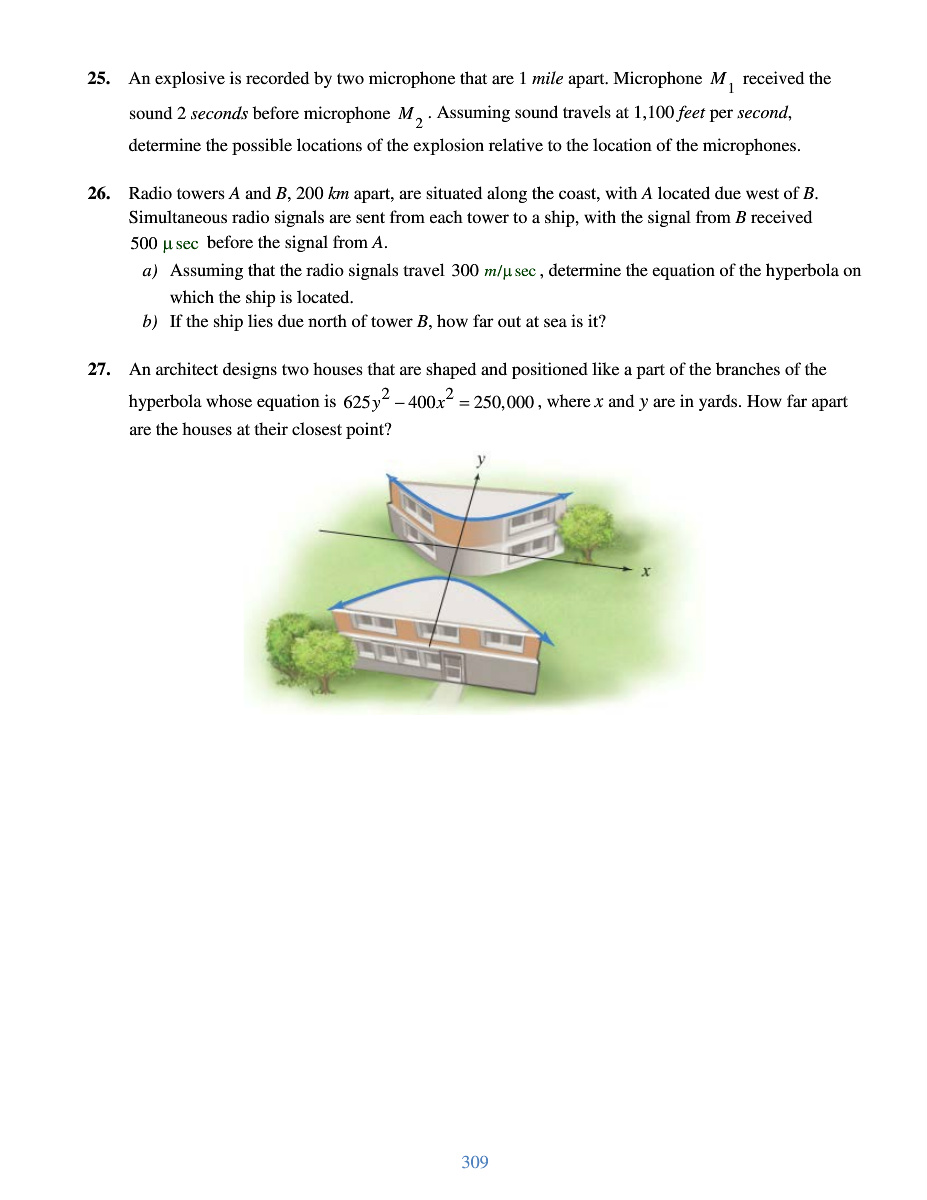 25. An explosive is recorded by two microphone that are 1 mile apart. Microphone M₁ received the
sound 2 seconds before microphone M₂. Assuming sound travels at 1,100 feet per second,
determine the possible locations of the explosion relative to the location of the microphones.
26. Radio towers A and B, 200 km apart, are situated along the coast, with A located due west of B.
Simultaneous radio signals are sent from each tower to a ship, with the signal from B received
500 μ sec before the signal from A.
a) Assuming that the radio signals travel 300 m/μ sec, determine the equation of the hyperbola on
which the ship is located.
b) If the ship lies due north of tower B, how far out at sea is it?
27. An architect designs two houses that are shaped and positioned like a part of the branches of the
hyperbola whose equation is 625y² − 400x² = 250,000, where x and y are in yards. How far apart
are the houses at their closest point?
y
x
309